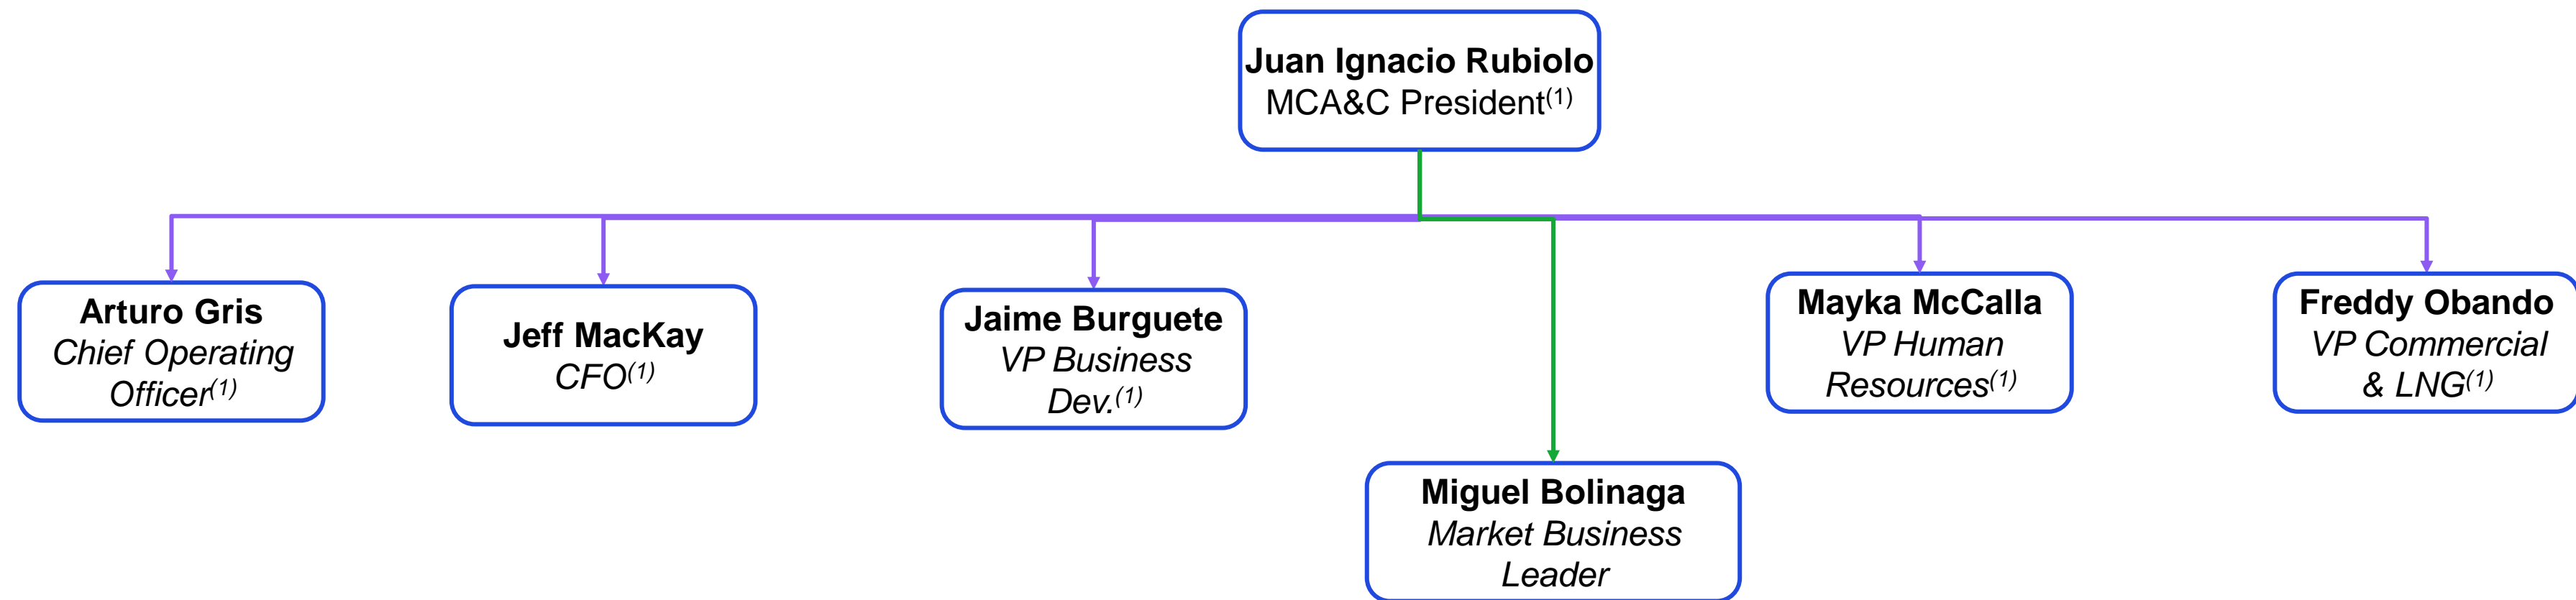 Juan Ignacio Rubiolo
MCA&C President(1)
Arturo Gris
Chief Operating
Officer(1)
Jeff MacKay
CFO(1)
Jaime Burguete
VP Business
Dev.(1)
Mayka McCalla
VP Human
Resources(1)
Freddy Obando
VP Commercial
& LNG(1)
Miguel Bolinaga
Market Business
Leader